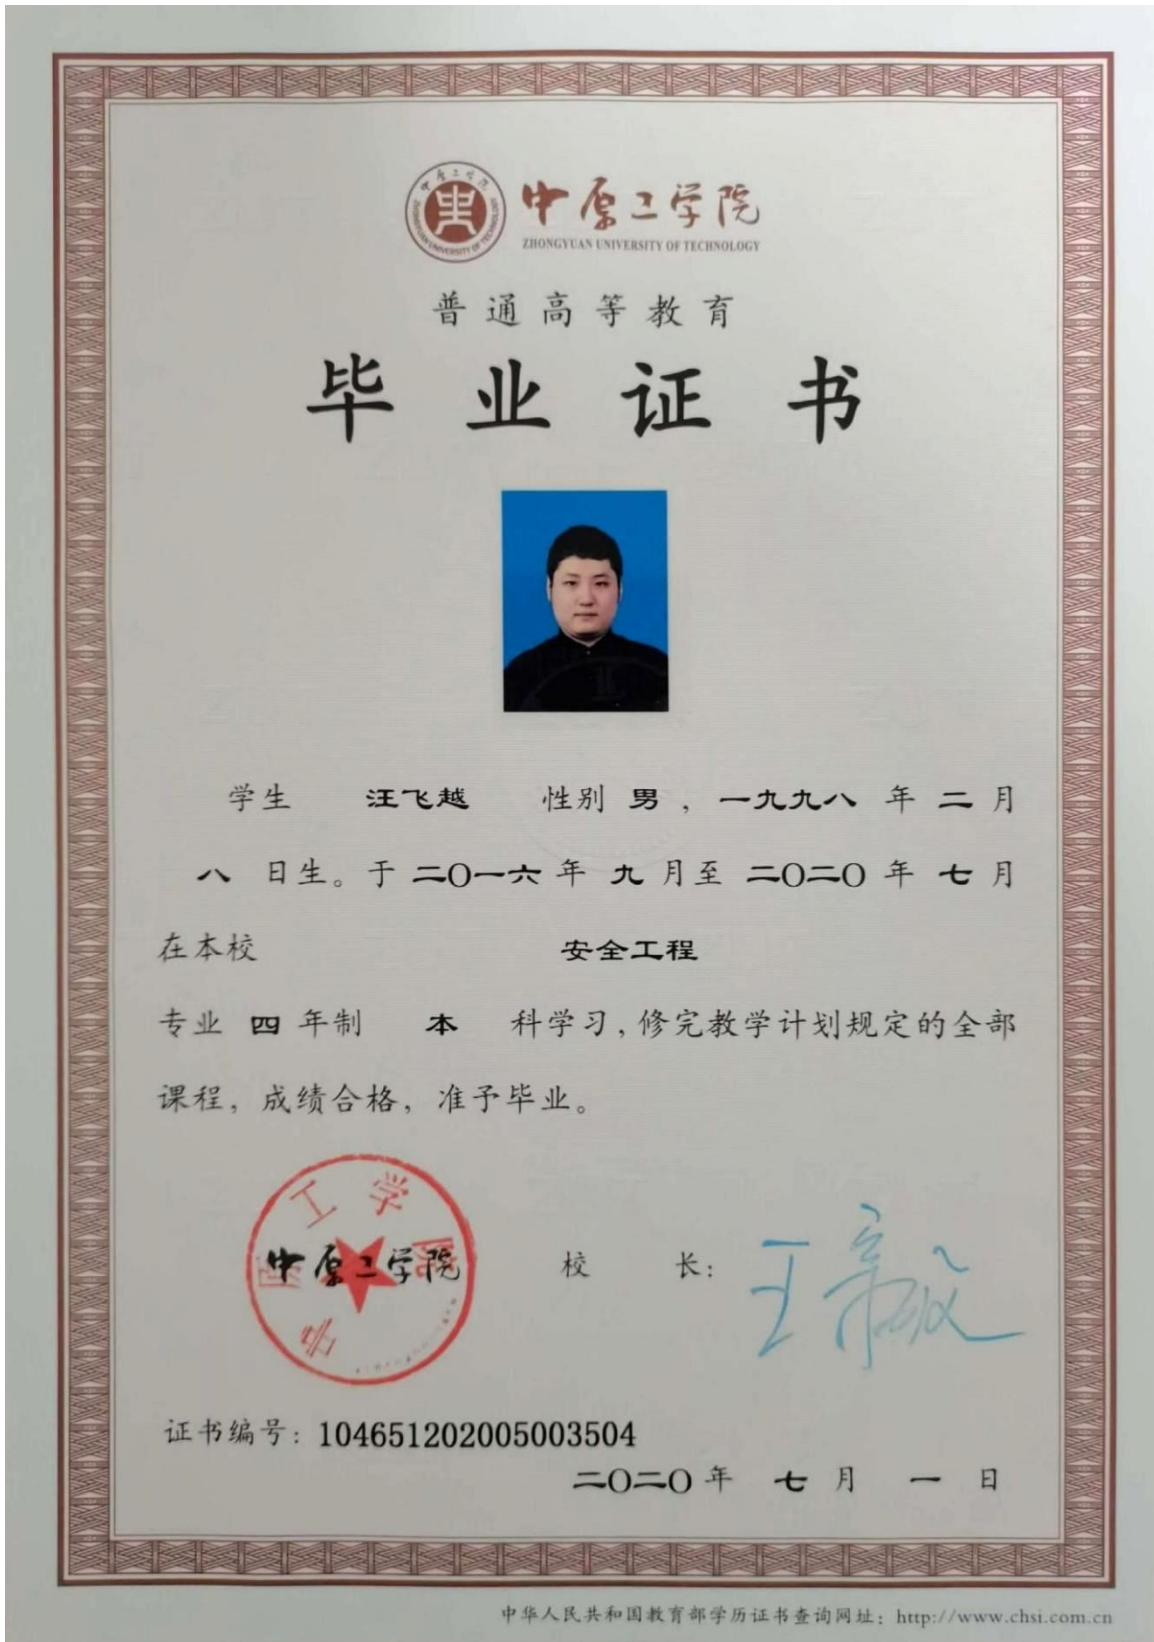 中原工学院
ZHONGYUAN UNIVERSITY OF TECHNOLOGY
普通高等教育
毕业证书
学生 汪飞越 性别 男，一九九八 年 二 月
八 日生。于 二〇一六 年 九 月至 二〇二〇 年 七 月
在本校 安全工程
专业 四 年制 本 科学习，修完教学计划规定的全部
课程，成绩合格，准予毕业。
中原工学院 校 长：
证书编号：104651202005003504
二〇二〇 年 七 月 一 日
中华人民共和国教育部学历证书查询网址：http://www.chsi.com.cn